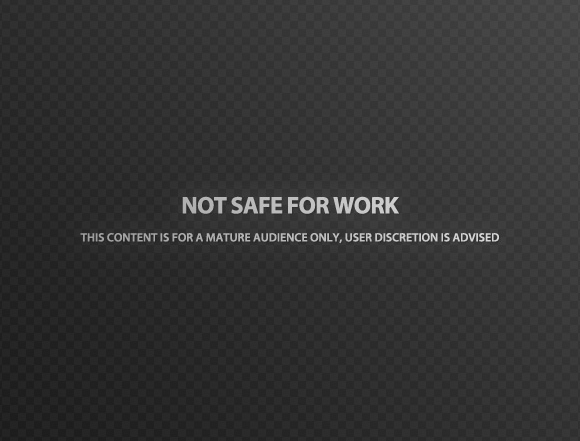 NOT SAFE FOR WORK
THIS CONTENT IS FOR A MATURE AUDIENCE ONLY, USER DISCRETION IS ADVISED